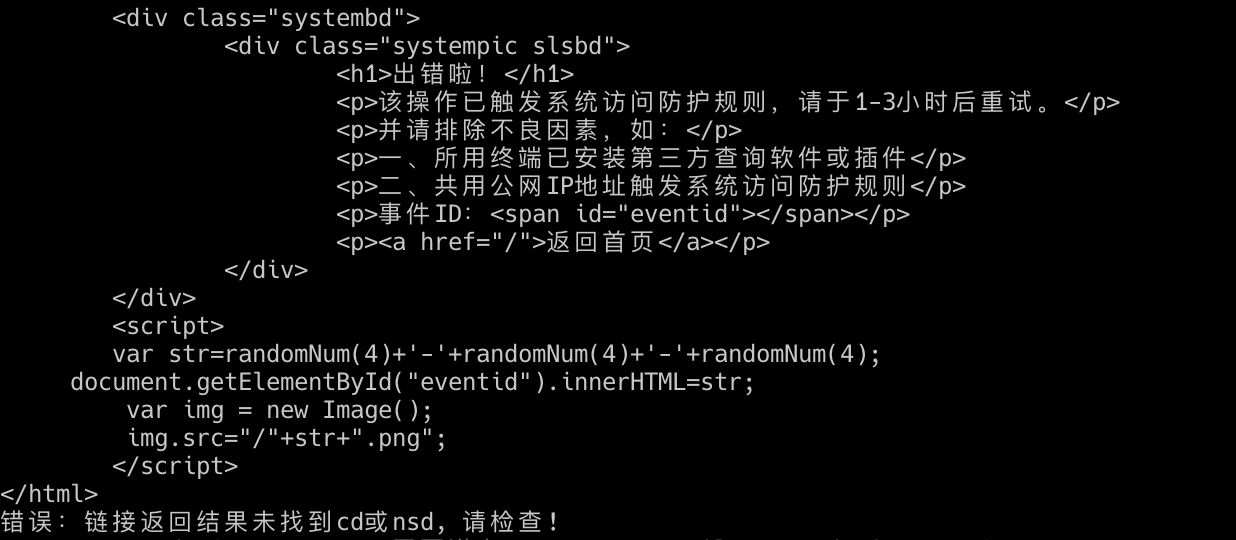 <div class="systembd">
<div class="systempic slsbd">
<h1>出错啦！</h1>
<p>该操作已触发系统访问防护规则，请于1-3小时后重试。</p>
<p>并请排除不良因素，如：</p>
<p>一、所用终端已安装第三方查询软件或插件</p>
<p>二、共用公网IP地址触发系统访问防护规则</p>
<p>事件ID：<span id="eventid"></span></p>
<p><a href="/">返回首页</a></p>
</div>
</div>
<script>
var str=randomNum(4)+'-'+randomNum(4)+'-'+randomNum(4);
document.getElementById("eventid").innerHTML=str;
var img = new Image();
img.src="/"+str+".png";
</script>
</html>
错误：链接返回结果未找到cd或nsd，请检查！